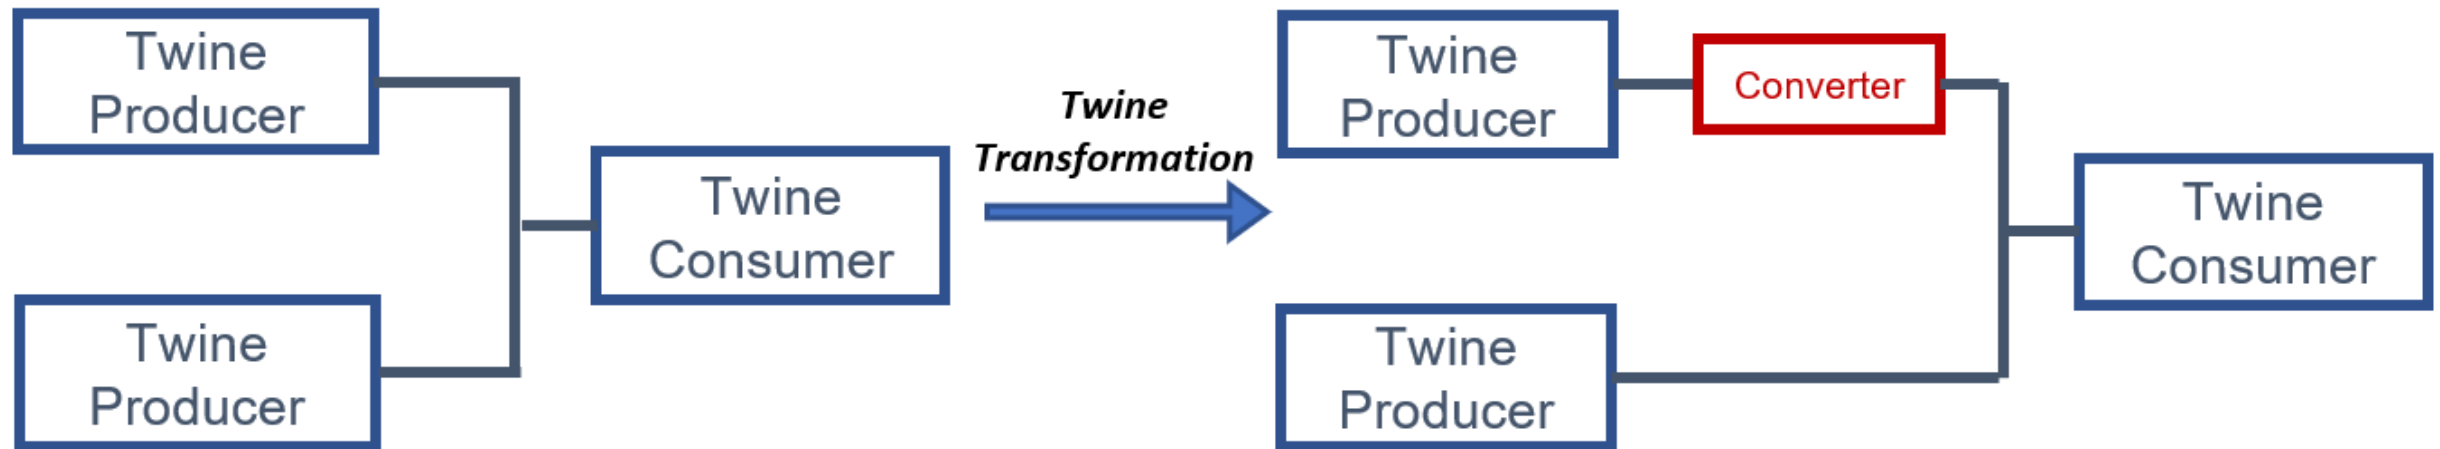 Twine
Producer
Twine
Consumer
Twine
Producer
Twine
Transformation
Twine
Producer
Converter
Twine
Consumer
Twine
Producer